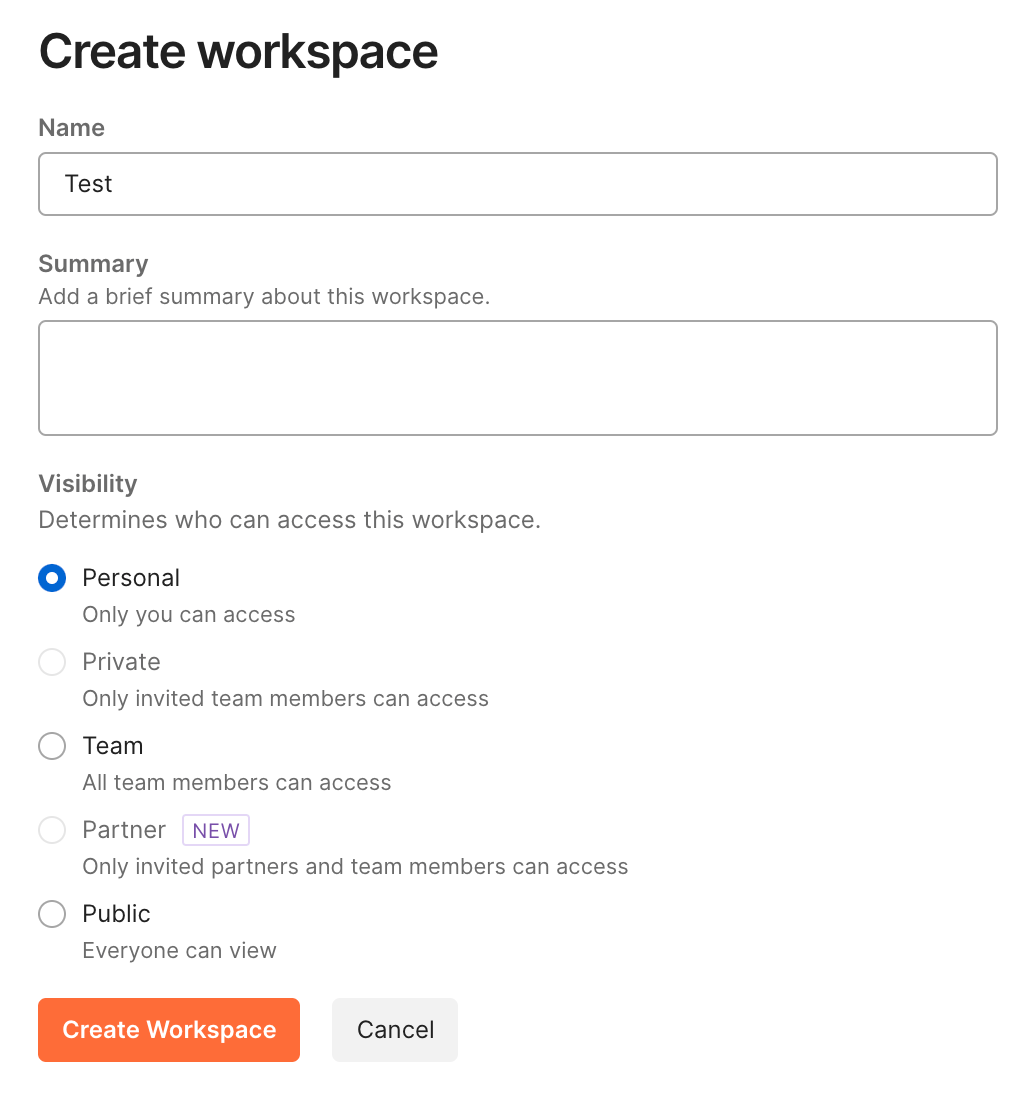 Create workspace
Name
Test
Summary
Add a brief summary about this workspace.
Visibility
Determines who can access this workspace.
Personal
Only you can access
Private
Only invited team members can access
Team
All team members can access
Partner NEW
Only invited partners and team members can access
Public
Everyone can view
Create Workspace Cancel